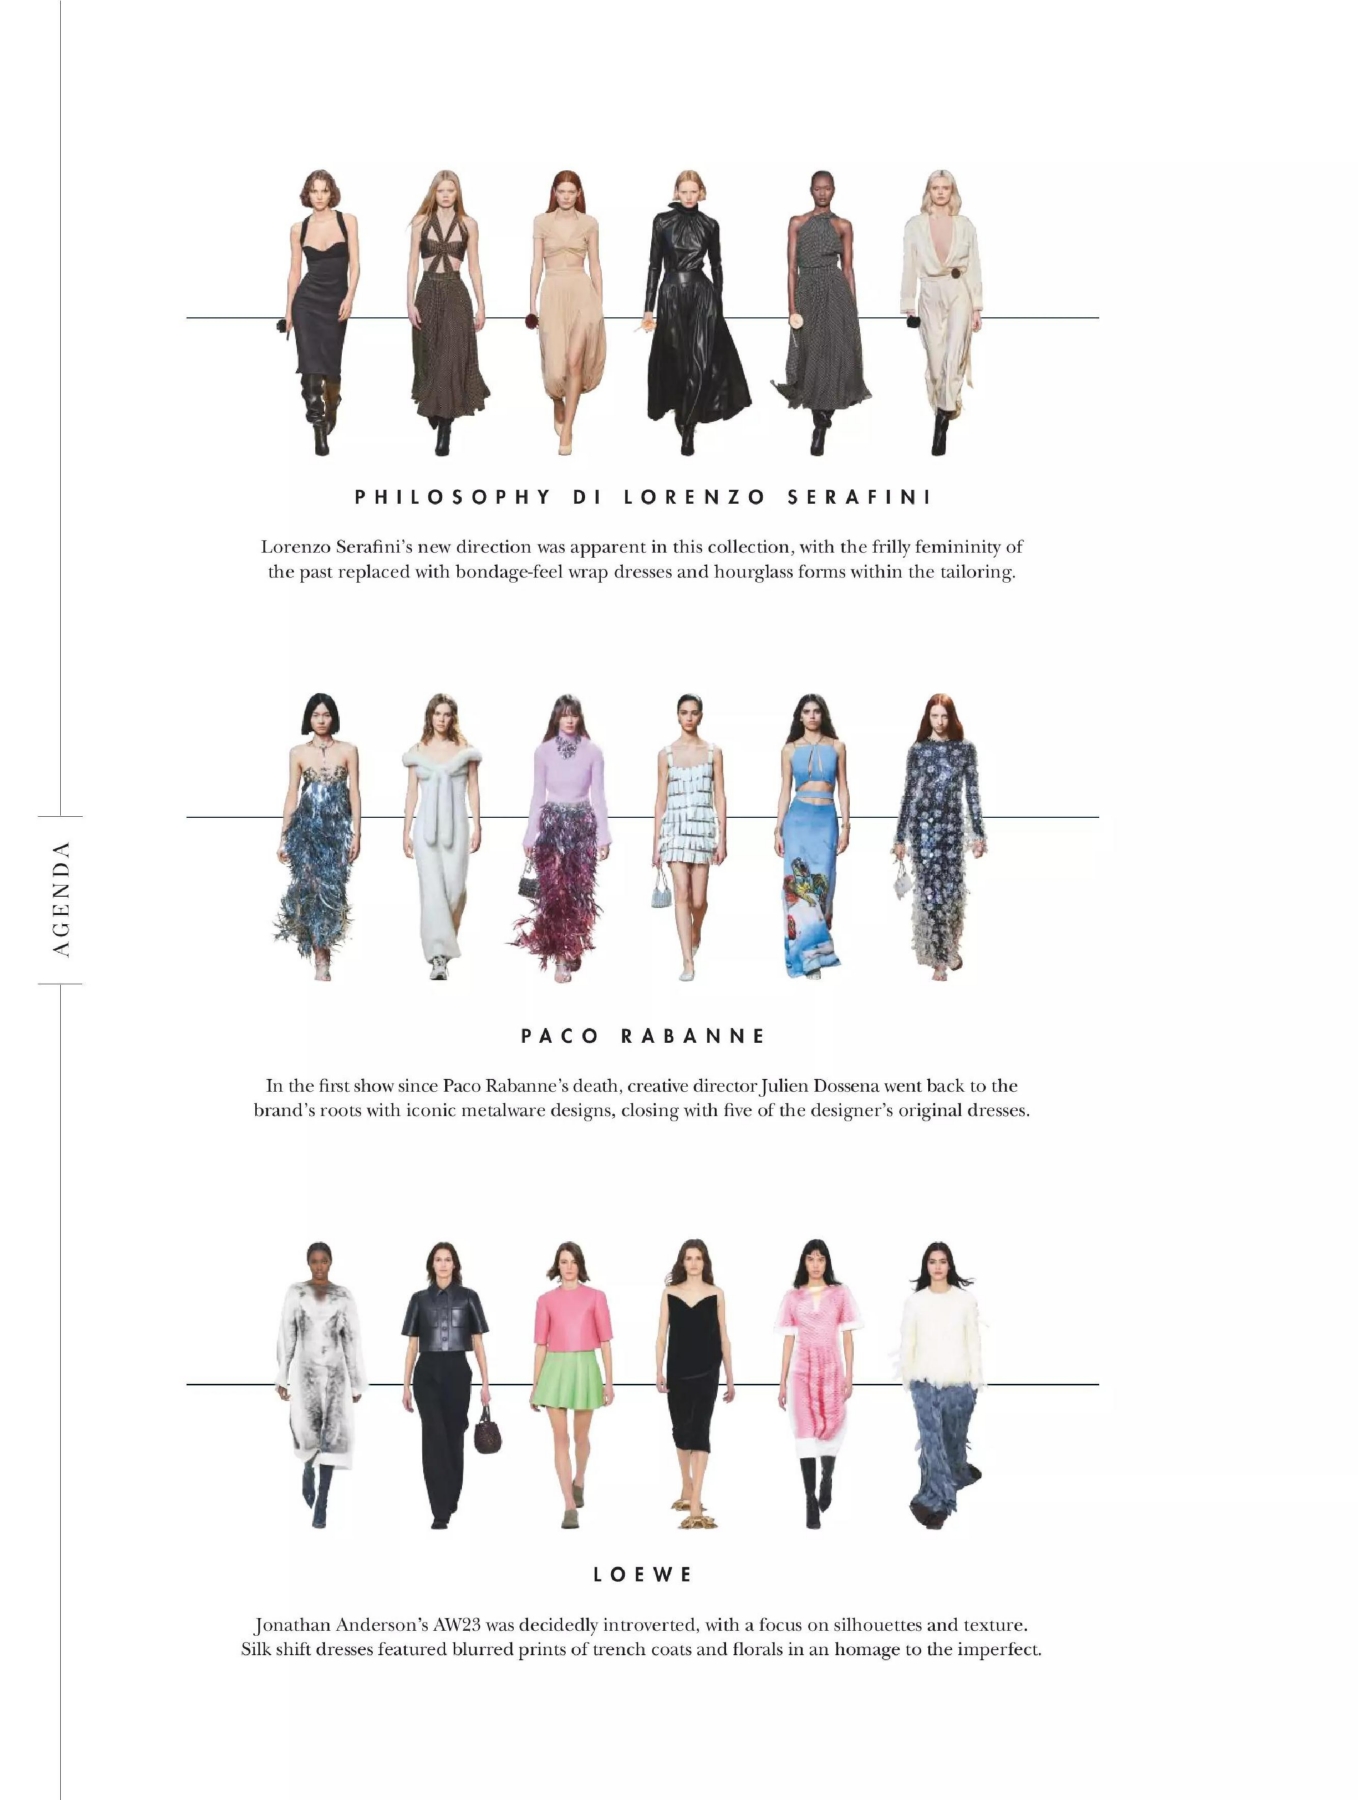 PHILOSOPHY DI LORENZO SERAFINI
Lorenzo Serafini's new direction was apparent in this collection, with the frilly femininity of
the past replaced with bondage-feel wrap dresses and hourglass forms within the tailoring.
AGENDA
PACO RABANNE
In the first show since Paco Rabanne's death, creative director Julien Dossena went back to the
brand's roots with iconic metalware designs, closing with five of the designer's original dresses.
LOEWE
Jonathan Anderson's AW23 was decidedly introverted, with a focus on silhouettes and texture.
Silk shift dresses featured blurred prints of trench coats and florals in an homage to the imperfect.